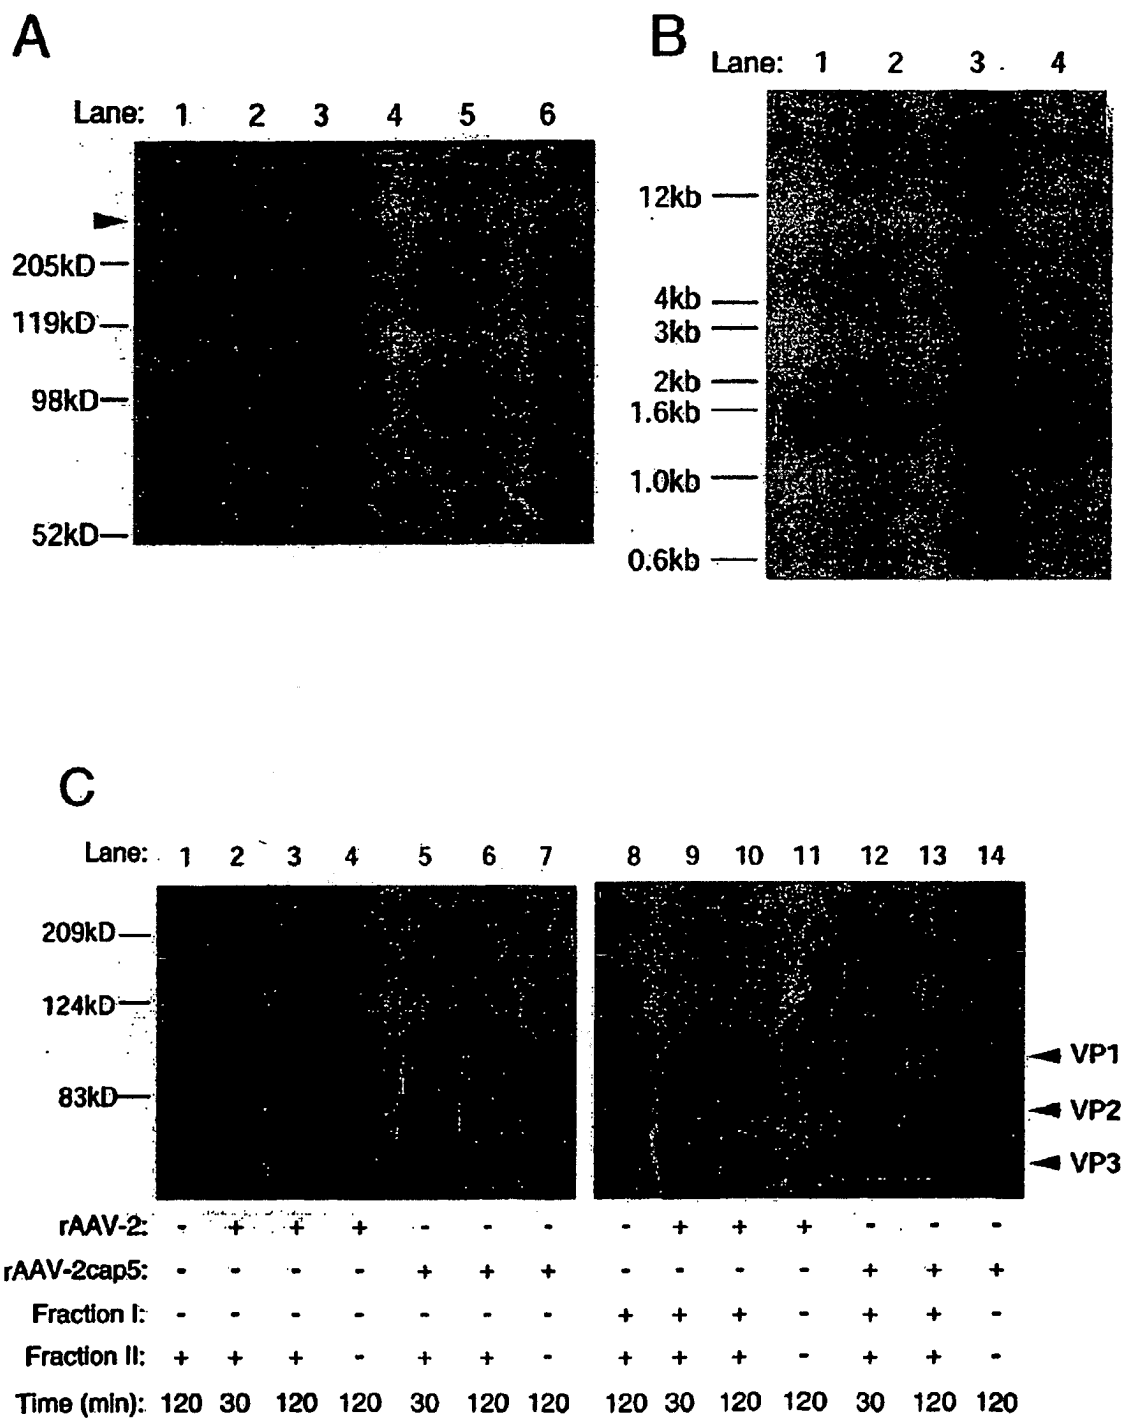 A
Lane: 1 2 3 4 5 6
205kD
119kD
98kD
52kD
B
Lane: 1 2 3 4
12kb
4kb
3kb
2kb
1.6kb
1.0kb
0.6kb
C
Lane: 1 2 3 4 5 6 7 8 9 10 11 12 13 14
209kD
124kD
83kD
VP1
VP2
VP3
rAAV-2: - + + + - - - - + + + - - -
rAAV-2cap5: - - - - + + + - - - - + + +
Fraction I: - - - - - - - + + + - + + -
Fraction II: + + + - + + - + + + - + + -
Time (min): 120 30 120 120 30 120 120 120 30 120 120 30 120 120